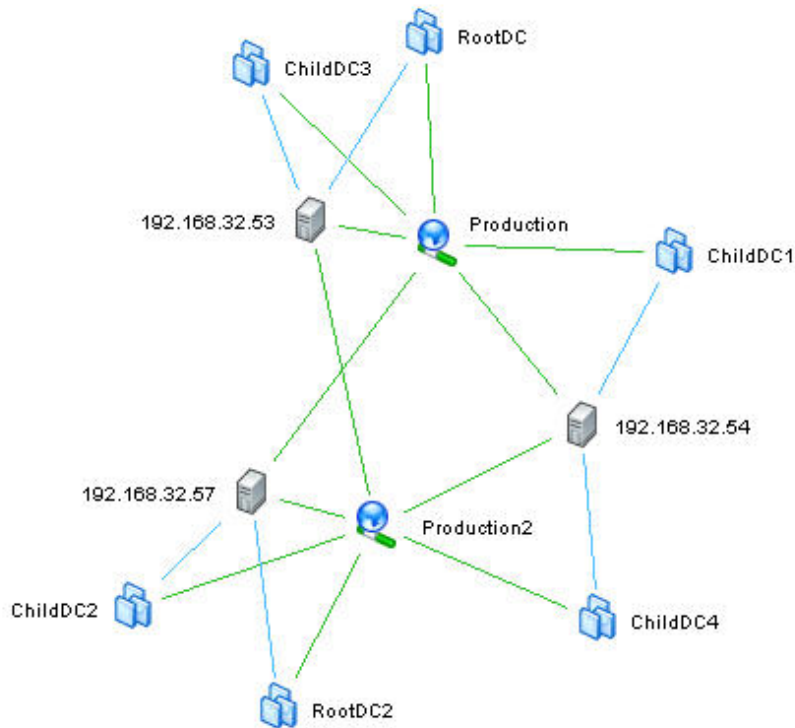 RootDC
ChildDC3
192.168.32.53
Production
ChildDC1
192.168.32.54
192.168.32.57
Production2
ChildDC2
ChildDC4
RootDC2